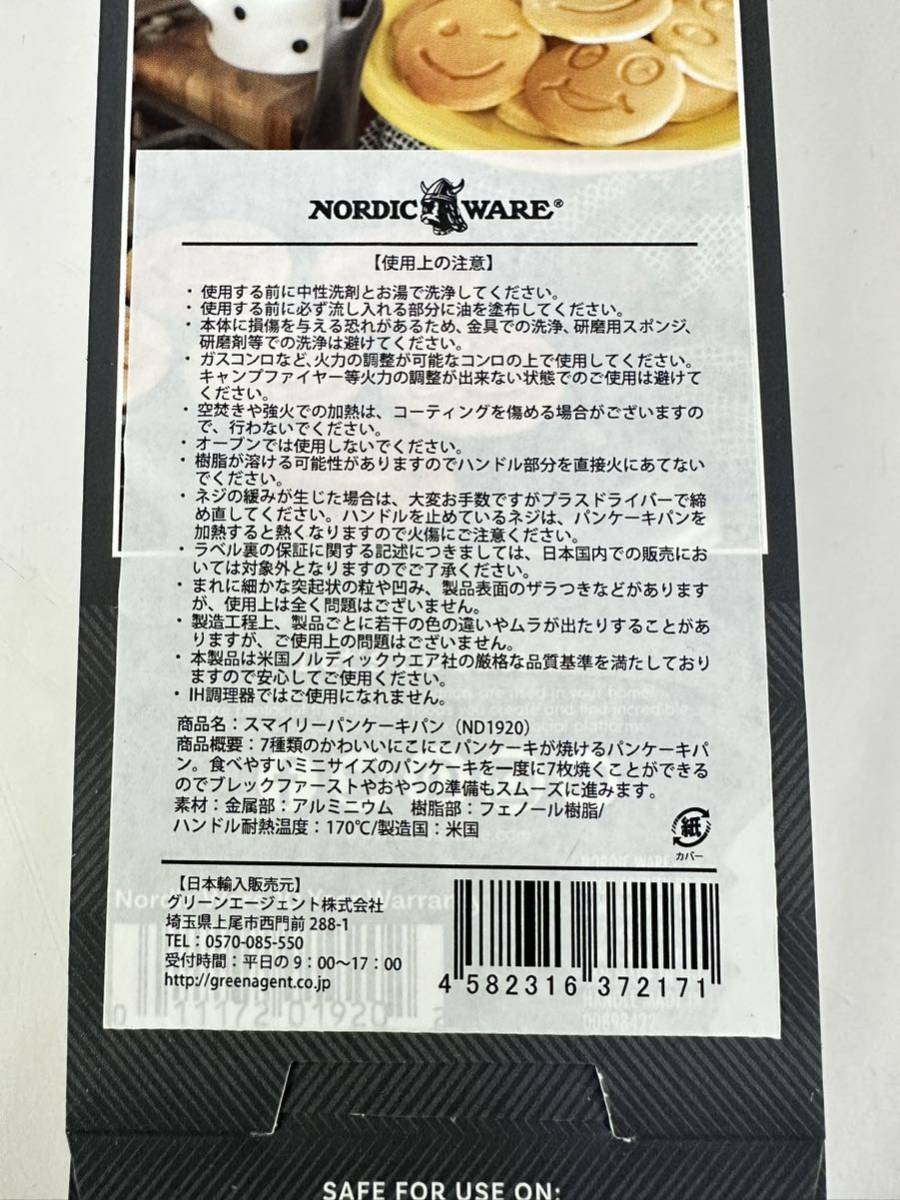 NORDIC WARE®
【使用上の注意】
・使用する前に中性洗剤とお湯で洗浄してください。
・使用する前に必ず流し入れる部分に油を塗布してください。
・本体に損傷を与える恐れがあるため、金具での洗浄、研磨用スポンジ、
研磨剤等での洗浄は避けてください。
・ガスコンロなど、火力の調整が可能なコンロの上で使用してください。
キャンプファイヤー等火力の調整が出来ない状態でのご使用は避けて
ください。
・空焚きや強火での加熱は、コーティングを傷める場合がございますの
で、行わないでください。
・オーブンでは使用しないでください。
・樹脂が溶ける可能性がありますのでハンドル部分を直接火にあてない
でください。
・ネジの緩みが生じた場合は、大変お手数ですがプラスドライバーで締
め直してください。ハンドルを止めているネジは、パンケーキパンを
加熱すると熱くなりますので火傷にご注意ください。
・ラベル裏の保証に関する記述につきましては、日本国内での販売にお
いては対象外となりますのでご了承ください。
・まれに細かな突起状の粒や凹み、製品表面のザラつきなどがあります
が、使用上は全く問題はございません。
・製造工程上、製品ごとに若干の色の違いやムラが出たりすることがあ
りますが、ご使用上の問題はございません。
・本製品は米国ノルディックウエア社の厳格な品質基準を満たしており
ますので安心してご使用ください。
・IH調理器ではご使用になれません。
商品名：スマイリーパンケーキパン（ND1920）
商品概要：7種類のかわいいにこにこパンケーキが焼けるパンケーキパ
ン。食べやすいミニサイズのパンケーキを一度に7枚焼くことができる
のでブレックファーストやおやつの準備もスムーズに進みます。
素材：金属部：アルミニウム　樹脂部：フェノール樹脂/
ハンドル耐熱温度：170℃/製造国：米国
紙
カバー
【日本輸入販売元】
グリーンエージェント株式会社
埼玉県上尾市西門前 288-1
TEL：0570-085-550
受付時間：平日の 9：00～17：00
http://greenagent.co.jp
4 582316 372171
0 11172 01920 2
SAFE FOR USE ON: